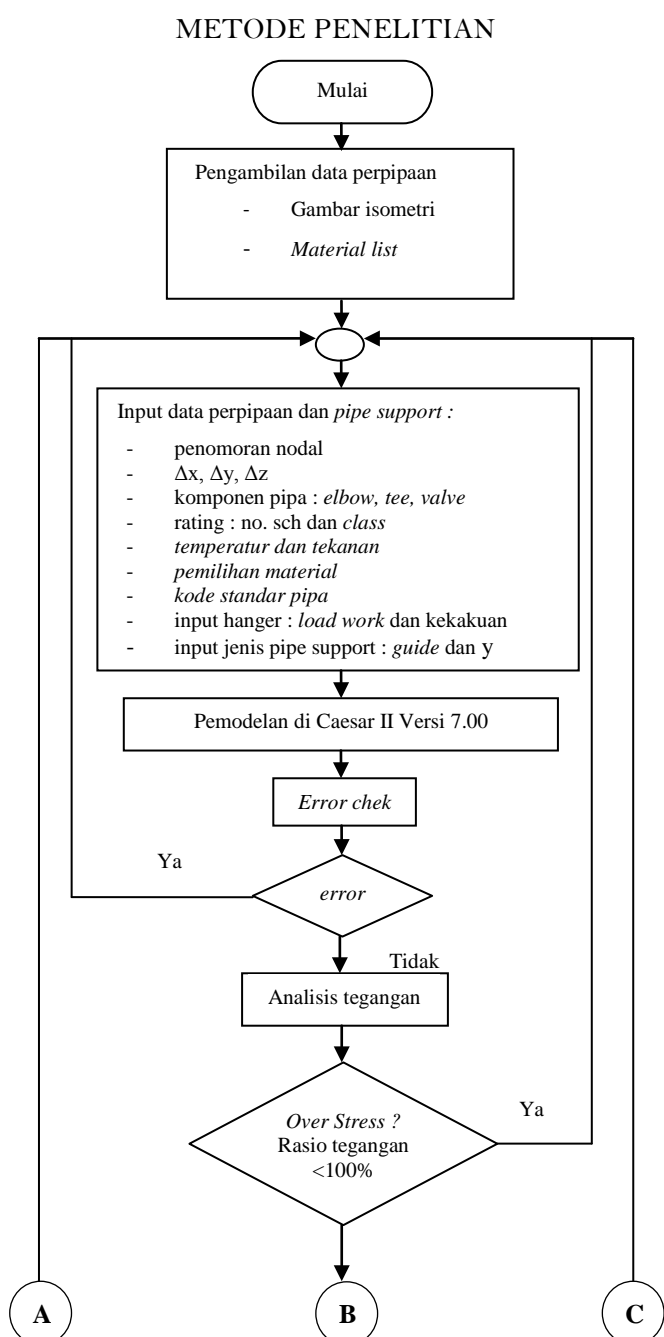 METODE PENELITIAN
Mulai
Pengambilan data perpipaan
- Gambar isometri
- Material list
Input data perpipaan dan pipe support :
- penomoran nodal
- Δx, Δy, Δz
- komponen pipa : elbow, tee, valve
- rating : no. sch dan class
- temperatur dan tekanan
- pemilihan material
- kode standar pipa
- input hanger : load work dan kekakuan
- input jenis pipe support : guide dan y
Pemodelan di Caesar II Versi 7.00
Error chek
Ya
error
Tidak
Analisis tegangan
Over Stress ?
Rasio tegangan
<100%
Ya
A
B
C